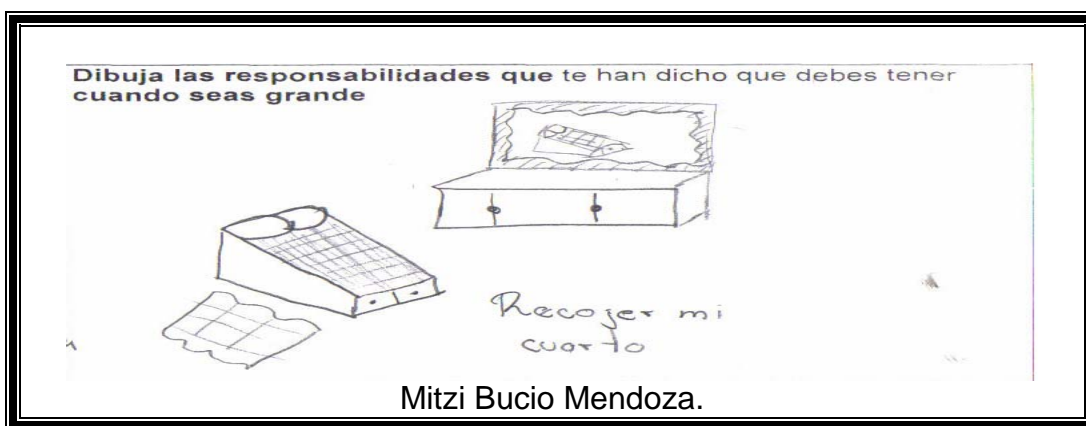 Dibuja las responsabilidades que te han dicho que debes tener
cuando seas grande
Recojer mi
cuarto
Mitzi Bucio Mendoza.